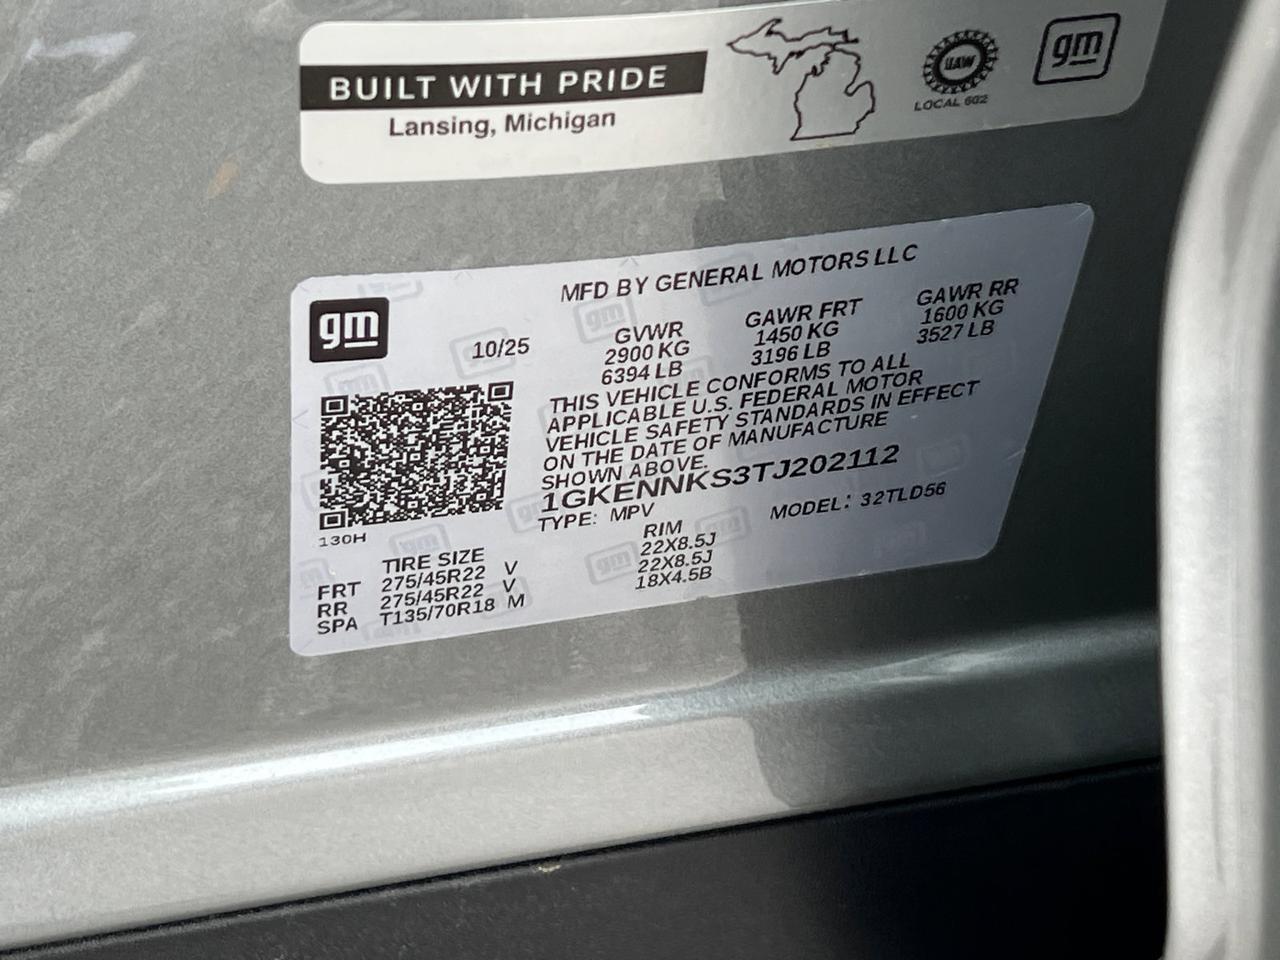 BUILT WITH PRIDE
Lansing, Michigan
UAW
LOCAL 602
gm
MFD BY GENERAL MOTORS LLC
gm
10/25
GVWR GAWR FRT GAWR RR
2900 KG 1450 KG 1600 KG
6394 LB 3196 LB 3527 LB
THIS VEHICLE CONFORMS TO ALL
APPLICABLE U.S. FEDERAL MOTOR
VEHICLE SAFETY STANDARDS IN EFFECT
ON THE DATE OF MANUFACTURE
SHOWN ABOVE.
1GKENNKS3TJ202112
TYPE: MPV MODEL: 32TLD56
130H
TIRE SIZE RIM
FRT 275/45R22 V 22X8.5J
RR 275/45R22 V 22X8.5J
SPA T135/70R18 M 18X4.5B